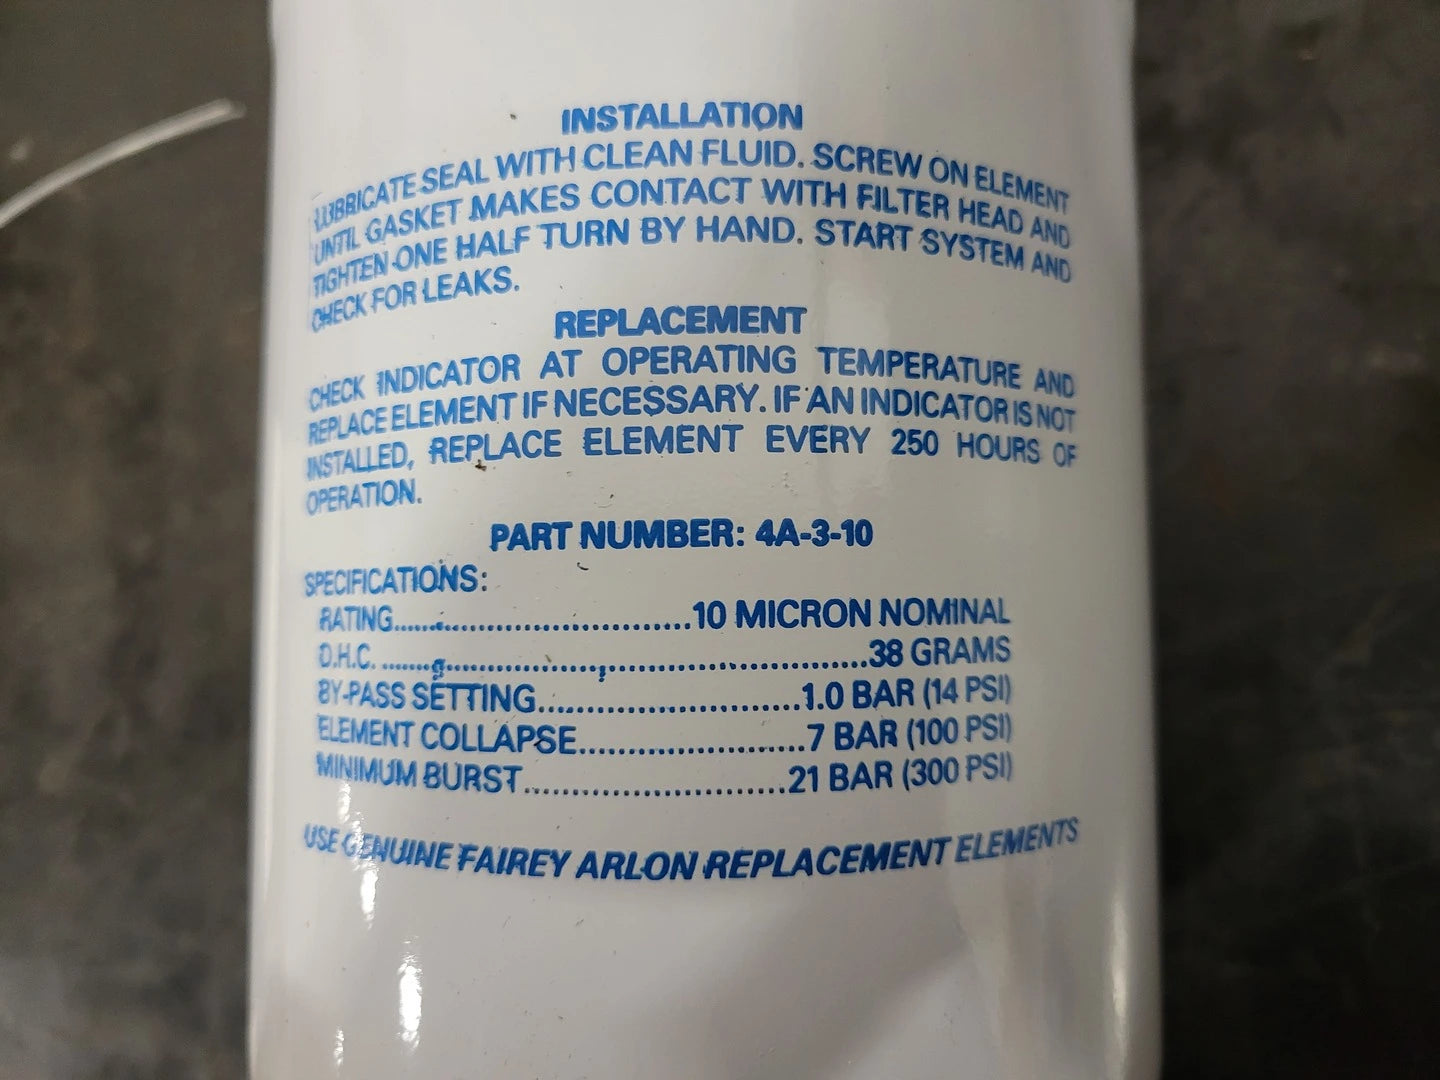 INSTALLATION
LUBRICATE SEAL WITH CLEAN FLUID. SCREW ON ELEMENT
UNTIL GASKET MAKES CONTACT WITH FILTER HEAD AND
TIGHTEN ONE HALF TURN BY HAND. START SYSTEM AND
CHECK FOR LEAKS.
REPLACEMENT
CHECK INDICATOR AT OPERATING TEMPERATURE AND
REPLACE ELEMENT IF NECESSARY. IF AN INDICATOR IS NOT
INSTALLED, REPLACE ELEMENT EVERY 250 HOURS OF
OPERATION.
PART NUMBER: 4A-3-10
SPECIFICATIONS:
RATING....................................10 MICRON NOMINAL
D.H.C. ....................................................38 GRAMS
BY-PASS SETTING...........................1.0 BAR (14 PSI)
ELEMENT COLLAPSE........................7 BAR (100 PSI)
MINIMUM BURST............................21 BAR (300 PSI)
USE GENUINE FAIREY ARLON REPLACEMENT ELEMENTS